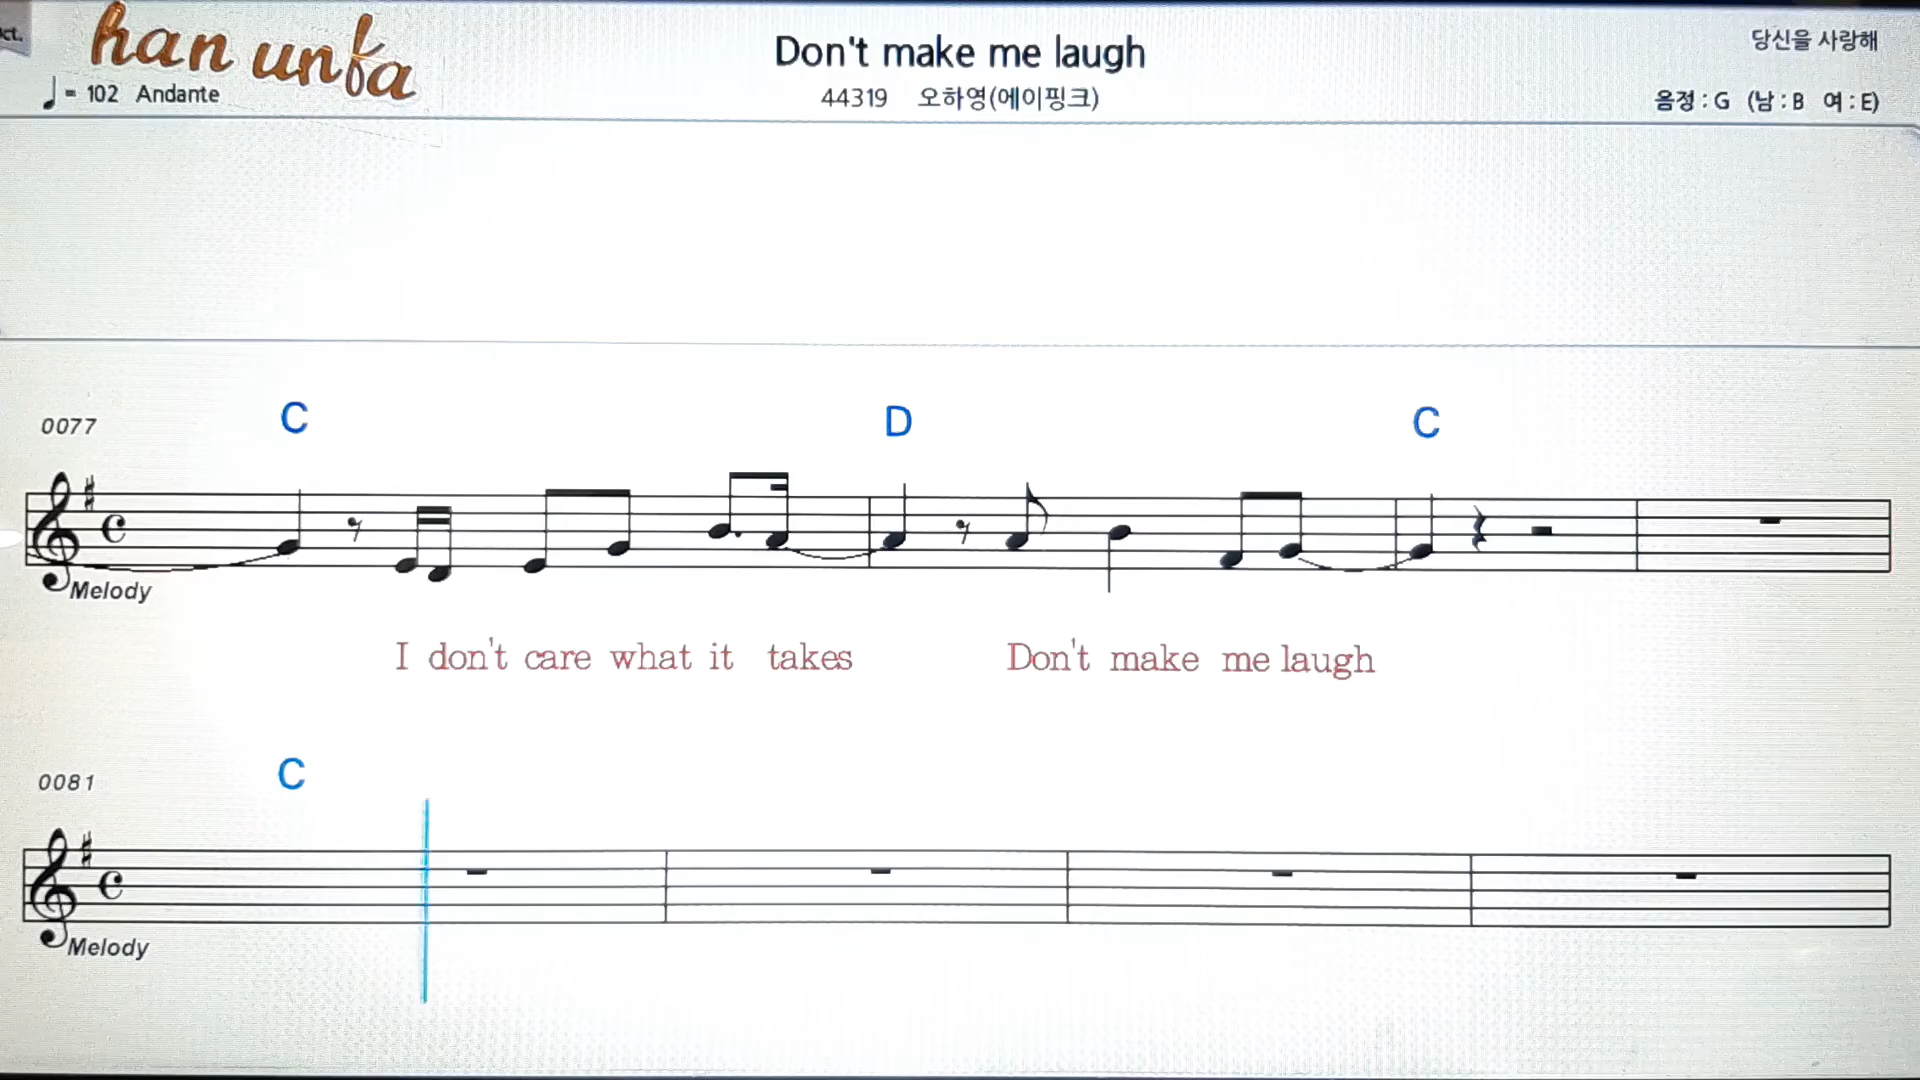 ct.
han unfa
Don't make me laugh
당신을 사랑해
♩= 102 Andante
44319 오하영(에이핑크)
음정 : G (남 : B 여 : E)
0077
C D C
Melody
I don't care what it takes Don't make me laugh
0081
C
Melody